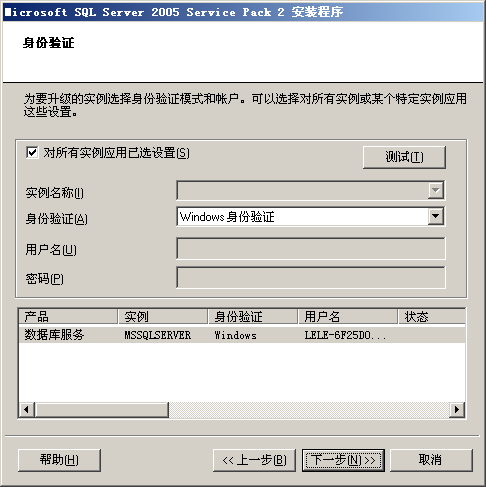 Microsoft SQL Server 2005 Service Pack 2 安装程序
身份验证
为要升级的实例选择身份验证模式和帐户。可以选择对所有实例或某个特定实例应用
这些设置。
对所有实例应用已选设置(S)
测试(T)
实例名称(I)
身份验证(A) Windows 身份验证
用户名(U)
密码(P)
产品 实例 身份验证 用户名 状态
数据库服务 MSSQLSERVER Windows LELE-6F25D0...
帮助(H) <<上一步(B) 下一步(N)>> 取消